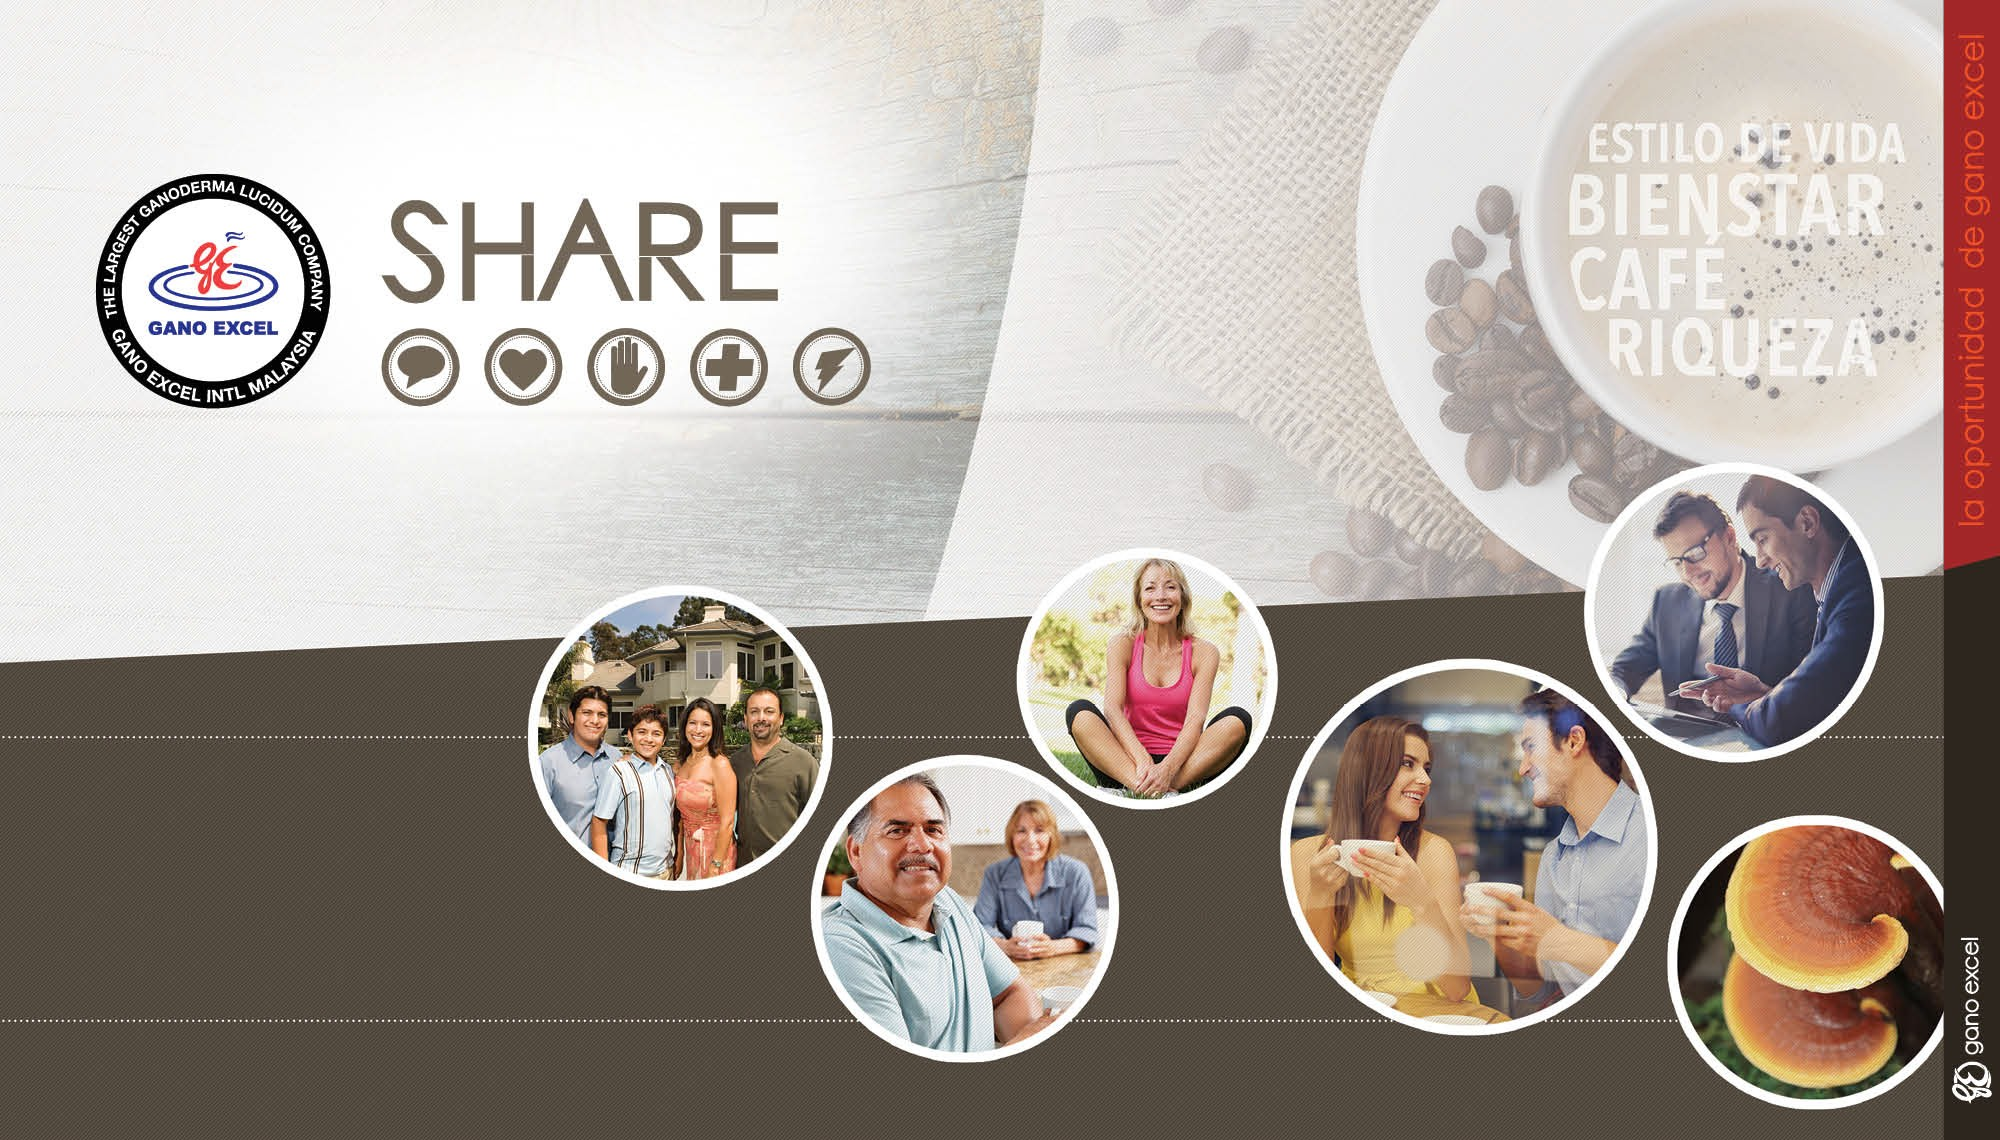 THE LARGEST GANODERMA LUCIDUM COMPANY
GANO EXCEL
GANO EXCEL INTL MALAYSIA
SHARE
ESTILO DE VIDA
BIENSTAR
CAFÉ
RIQUEZA
la oportunidad de gano excel
gano excel